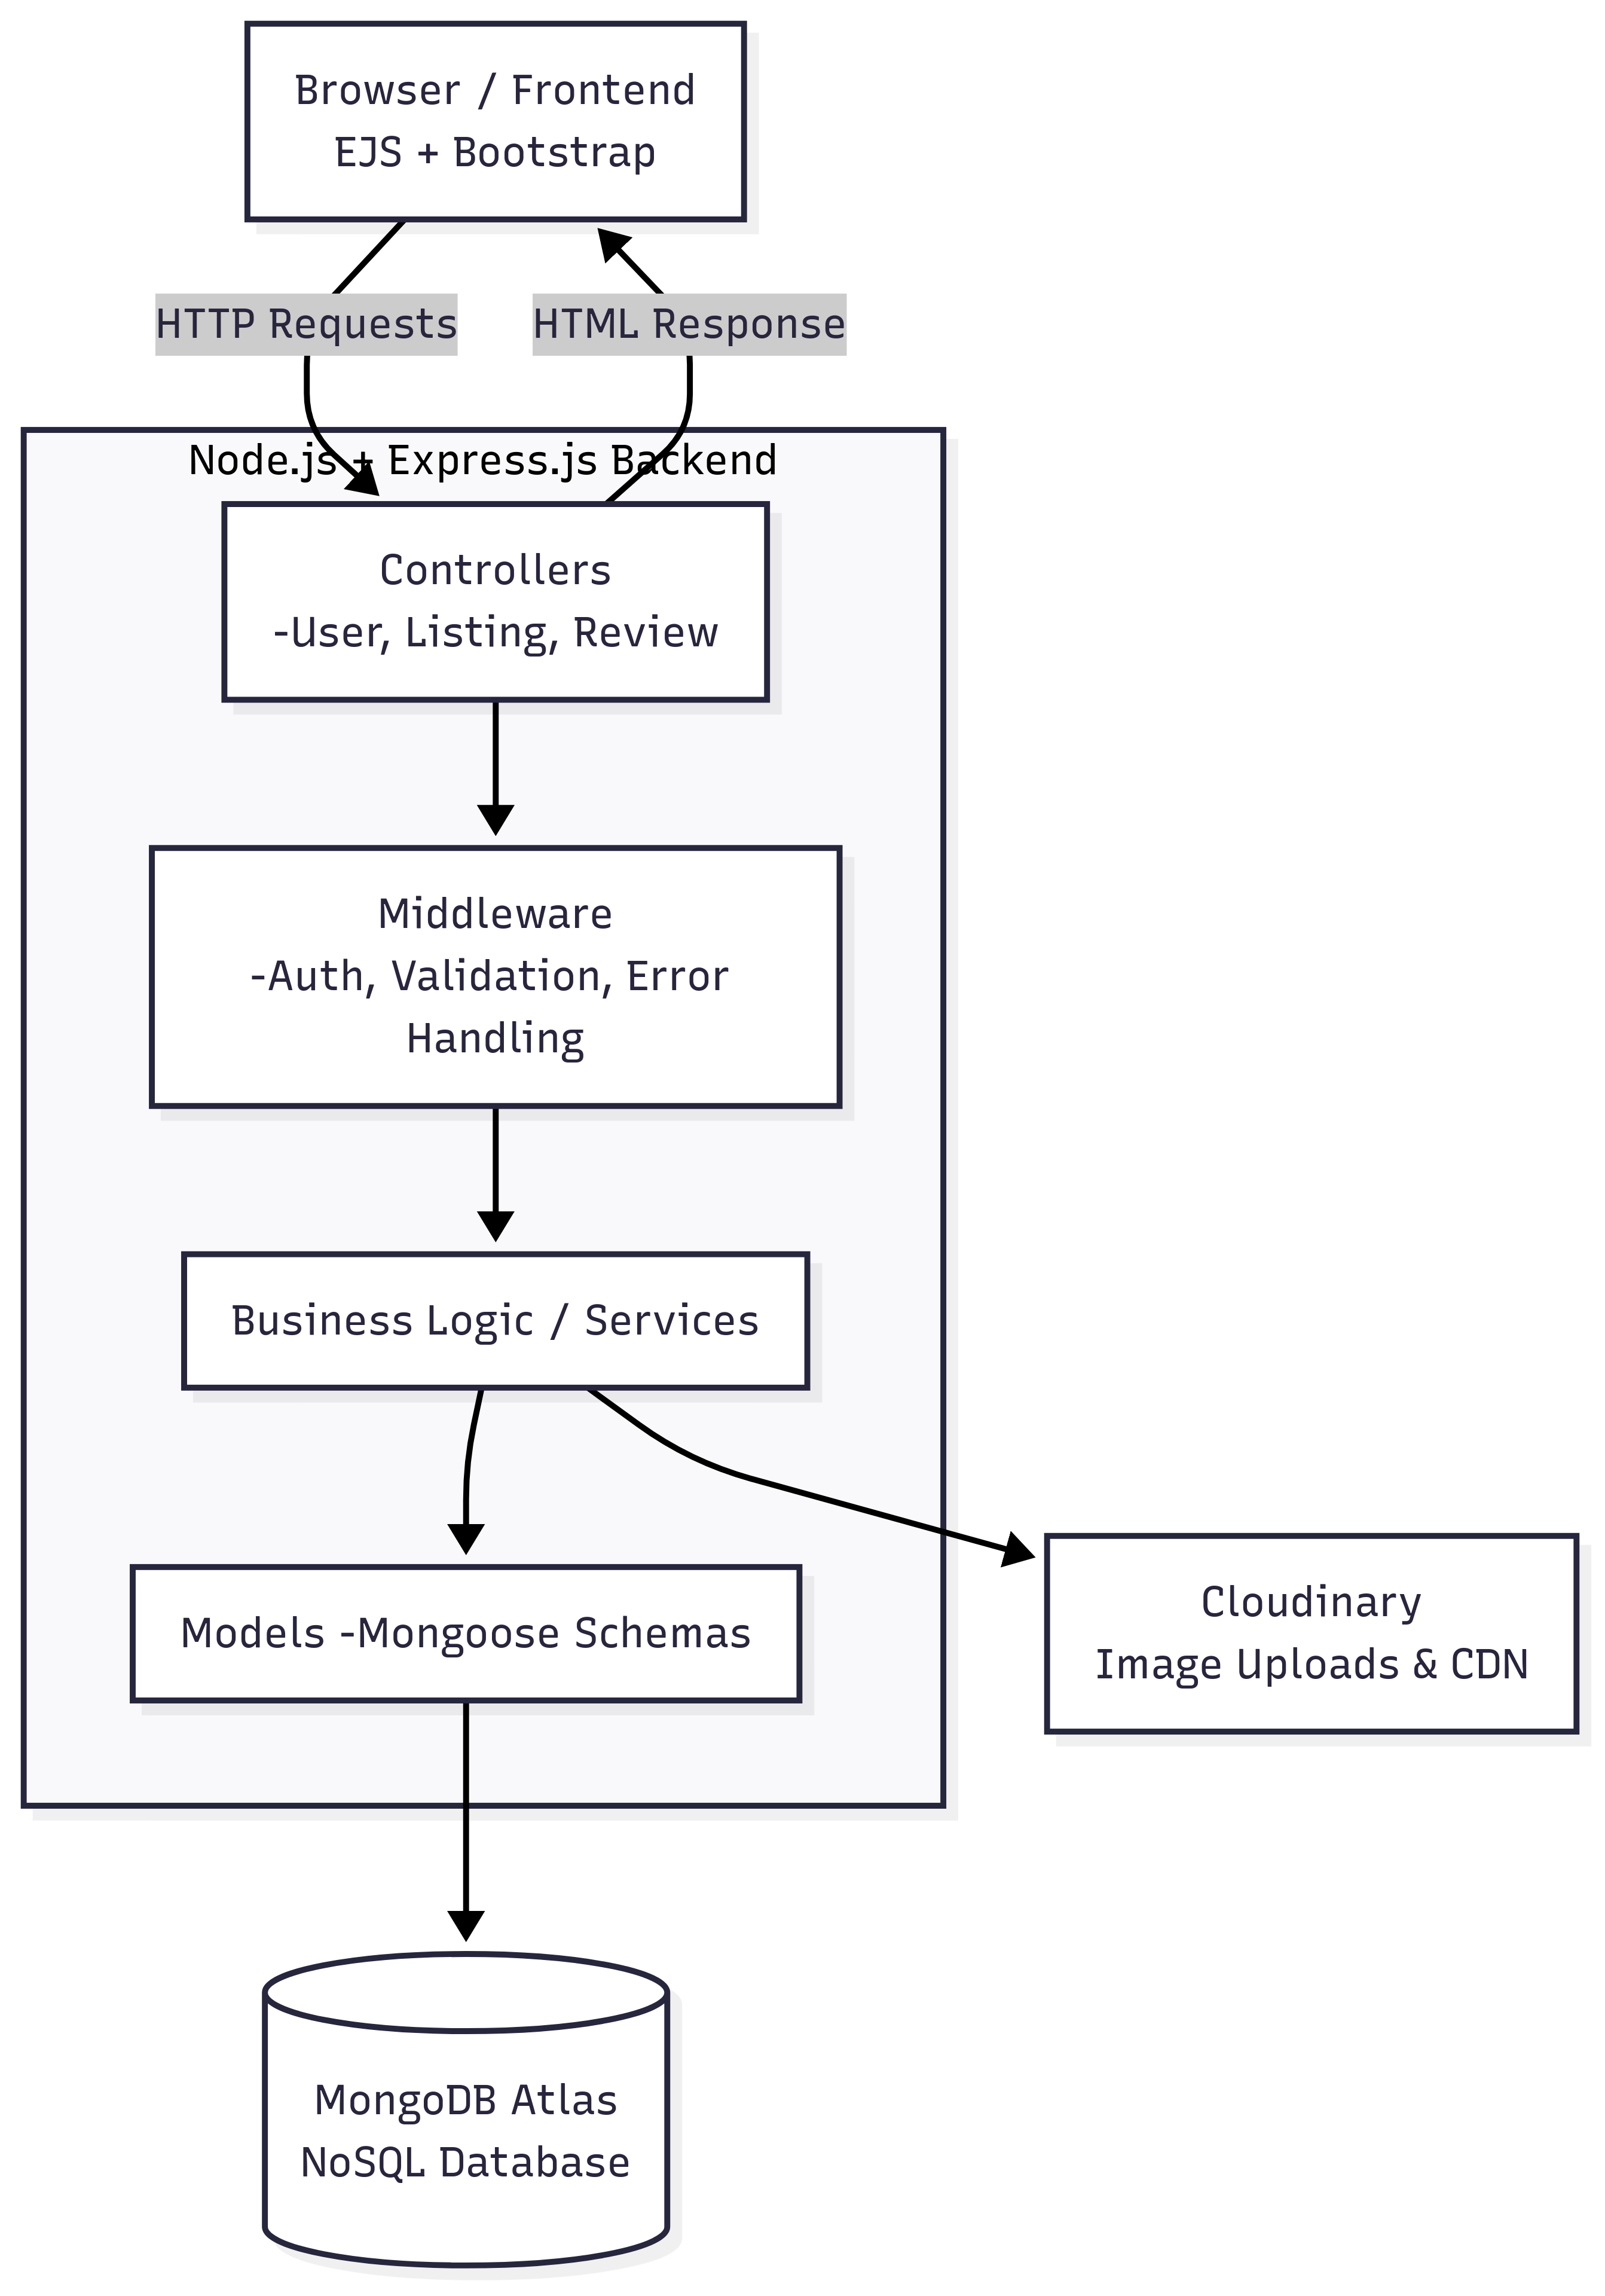 Browser / Frontend
EJS + Bootstrap
HTTP Requests
HTML Response
Node.js + Express.js Backend
Controllers
-User, Listing, Review
Middleware
-Auth, Validation, Error
Handling
Business Logic / Services
Models -Mongoose Schemas
Cloudinary
Image Uploads & CDN
MongoDB Atlas
NoSQL Database